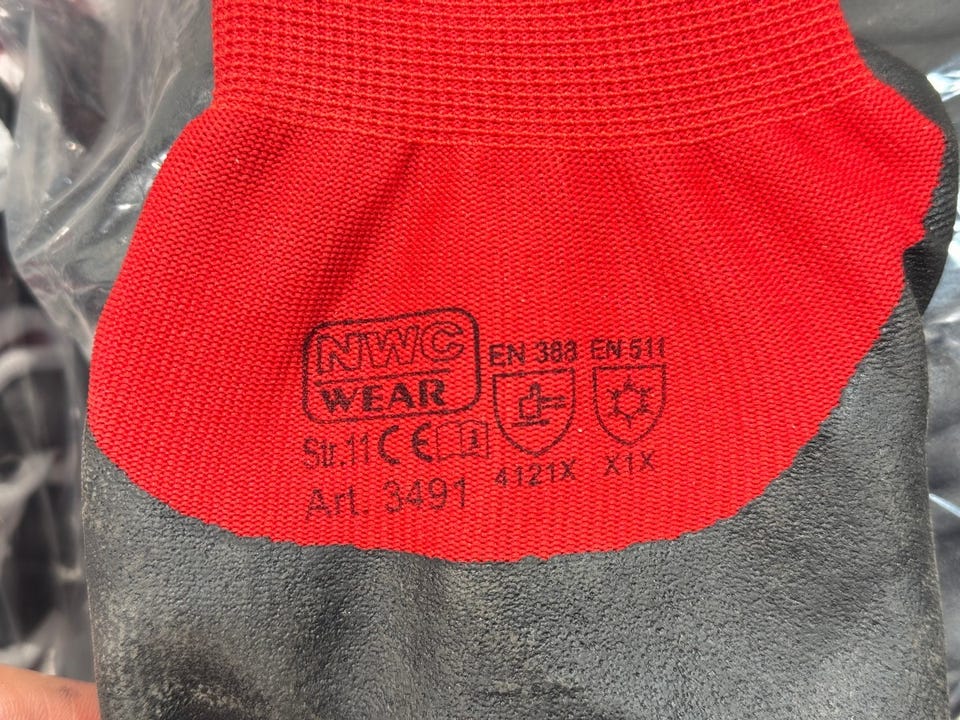 NWC
WEAR
EN 388 EN 511
Str.11 CE
4121X X1X
Art. 3491